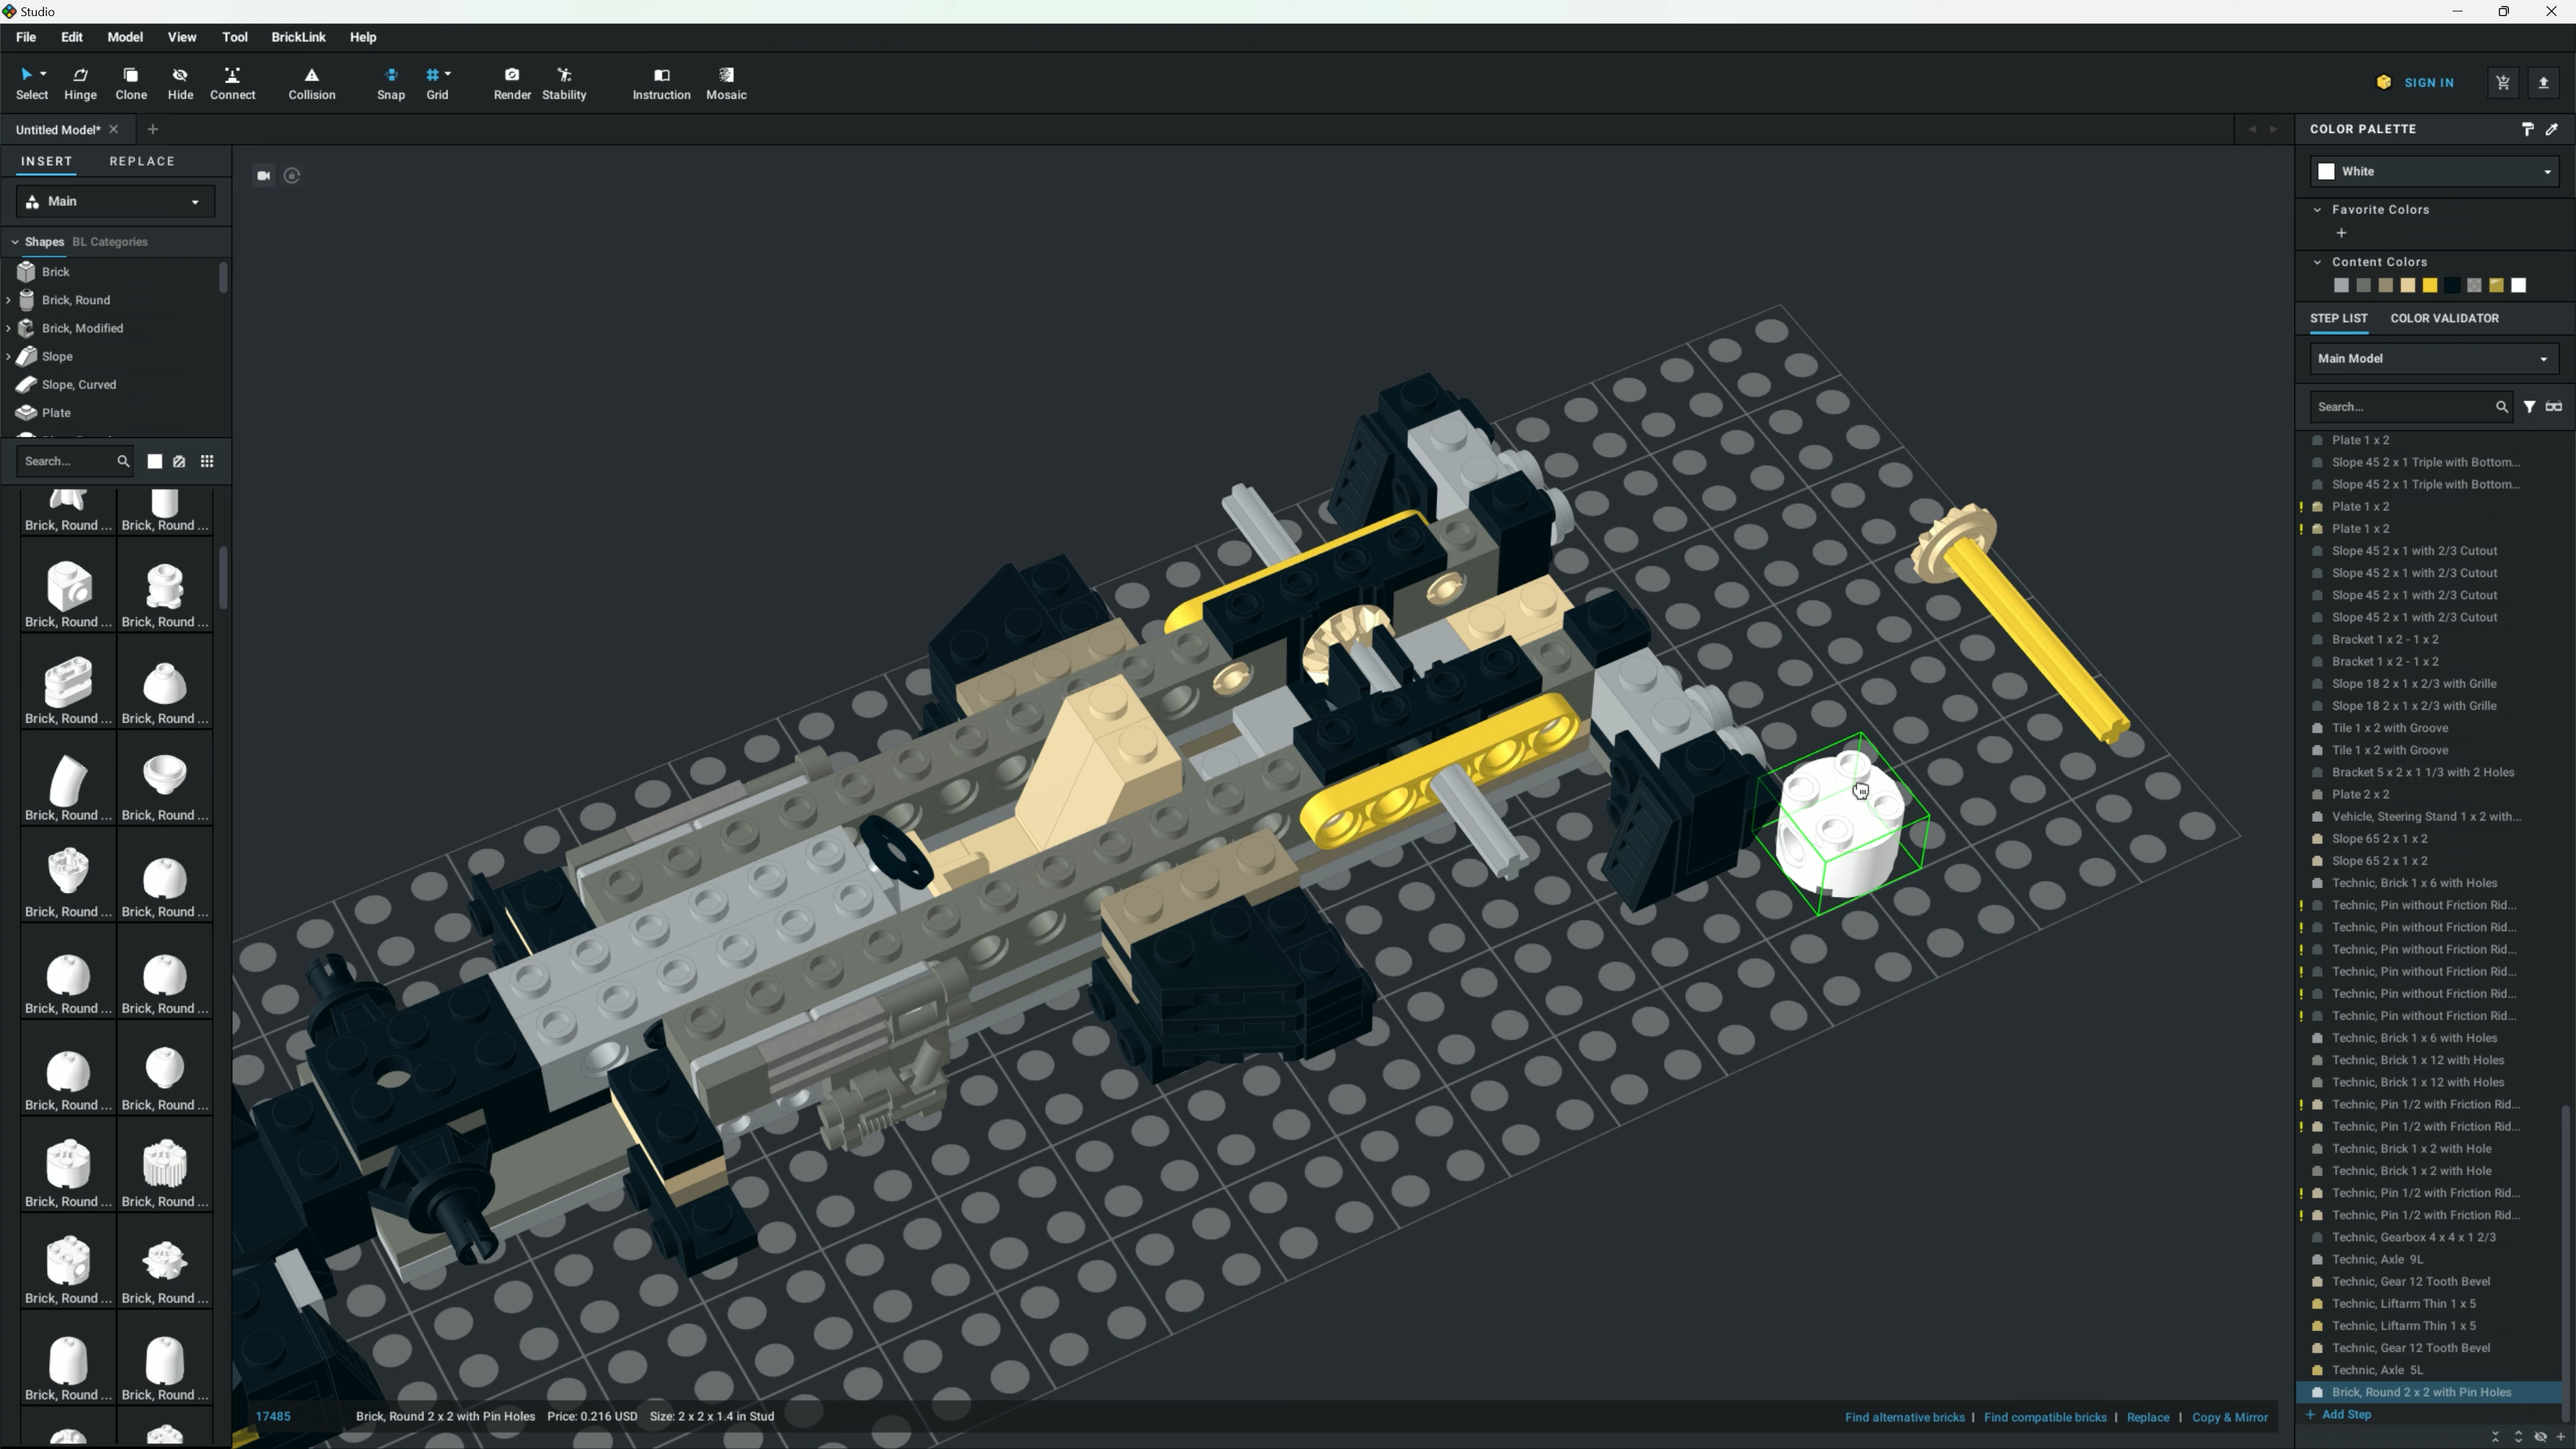 Studio
File Edit Model View Tool BrickLink Help
Select Hinge Clone Hide Connect Collision Snap Grid Render Stability Instruction Mosaic
SIGN IN
Untitled Model*
INSERT REPLACE
Main
Shapes BL Categories
Brick
Brick, Round
Brick, Modified
Slope
Slope, Curved
Plate
Search...
Brick, Round ... Brick, Round ...
Brick, Round ... Brick, Round ...
Brick, Round ... Brick, Round ...
Brick, Round ... Brick, Round ...
Brick, Round ... Brick, Round ...
Brick, Round ... Brick, Round ...
Brick, Round ... Brick, Round ...
Brick, Round ... Brick, Round ...
Brick, Round ... Brick, Round ...
Brick, Round ... Brick, Round ...
17485 Brick, Round 2 x 2 with Pin Holes Price: 0.216 USD Size: 2 x 2 x 1.4 in Stud
Find alternative bricks | Find compatible bricks | Replace | Copy & Mirror
COLOR PALETTE
White
Favorite Colors
+
Content Colors
STEP LIST COLOR VALIDATOR
Main Model
Search...
Plate 1 x 2
Slope 45 2 x 1 Triple with Bottom...
Slope 45 2 x 1 Triple with Bottom...
! Plate 1 x 2
! Plate 1 x 2
Slope 45 2 x 1 with 2/3 Cutout
Slope 45 2 x 1 with 2/3 Cutout
Slope 45 2 x 1 with 2/3 Cutout
Slope 45 2 x 1 with 2/3 Cutout
Bracket 1 x 2 - 1 x 2
Bracket 1 x 2 - 1 x 2
Slope 18 2 x 1 x 2/3 with Grille
Slope 18 2 x 1 x 2/3 with Grille
Tile 1 x 2 with Groove
Tile 1 x 2 with Groove
Bracket 5 x 2 x 1 1/3 with 2 Holes
Plate 2 x 2
Vehicle, Steering Stand 1 x 2 with...
Slope 65 2 x 1 x 2
Slope 65 2 x 1 x 2
Technic, Brick 1 x 6 with Holes
! Technic, Pin without Friction Rid...
! Technic, Pin without Friction Rid...
! Technic, Pin without Friction Rid...
! Technic, Pin without Friction Rid...
! Technic, Pin without Friction Rid...
! Technic, Pin without Friction Rid...
Technic, Brick 1 x 6 with Holes
Technic, Brick 1 x 12 with Holes
Technic, Brick 1 x 12 with Holes
! Technic, Pin 1/2 with Friction Rid...
! Technic, Pin 1/2 with Friction Rid...
Technic, Brick 1 x 2 with Hole
Technic, Brick 1 x 2 with Hole
! Technic, Pin 1/2 with Friction Rid...
! Technic, Pin 1/2 with Friction Rid...
Technic, Gearbox 4 x 4 x 1 2/3
Technic, Axle 9L
Technic, Gear 12 Tooth Bevel
Technic, Liftarm Thin 1 x 5
Technic, Liftarm Thin 1 x 5
Technic, Gear 12 Tooth Bevel
Technic, Axle 5L
Brick, Round 2 x 2 with Pin Holes
+ Add Step